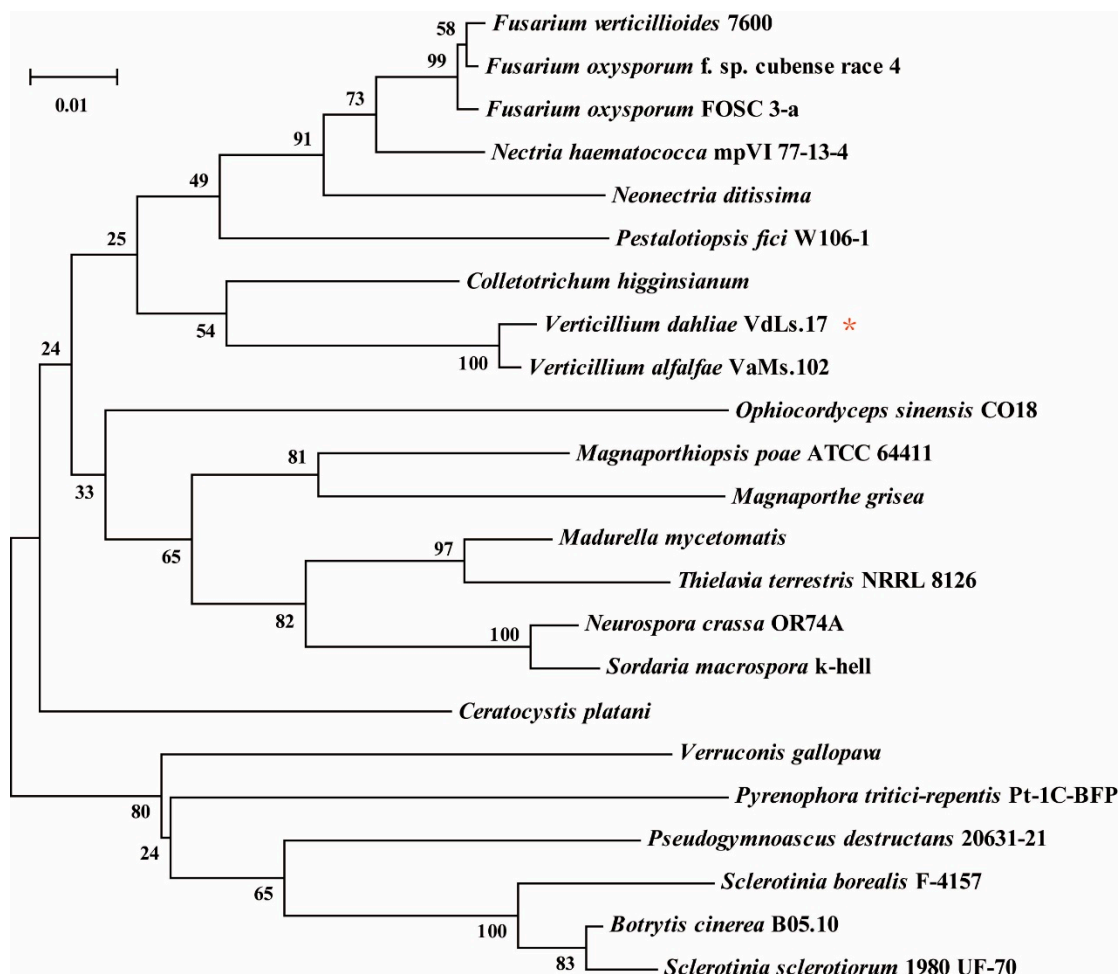 58
Fusarium verticillioides 7600
99
Fusarium oxysporum f. sp. cubense race 4
0.01
73
Fusarium oxysporum FOSC 3-a
91
Nectria haematococca mpVI 77-13-4
49
Neonectria ditissima
25
Pestalotiopsis fici W106-1
Colletotrichum higginsianum
54
Verticillium dahliae VdLs.17 *
24
100
Verticillium alfalfae VaMs.102
Ophiocordyceps sinensis CO18
81
Magnaporthiopsis poae ATCC 64411
33
Magnaporthe grisea
65
97
Madurella mycetomatis
Thielavia terrestris NRRL 8126
82
100
Neurospora crassa OR74A
Sordaria macrospora k-hell
Ceratocystis platani
Verruconis gallopava
80
Pyrenophora tritici-repentis Pt-1C-BFP
24
Pseudogymnoascus destructans 20631-21
65
Sclerotinia borealis F-4157
100
Botrytis cinerea B05.10
83
Sclerotinia sclerotiorum 1980 UF-70